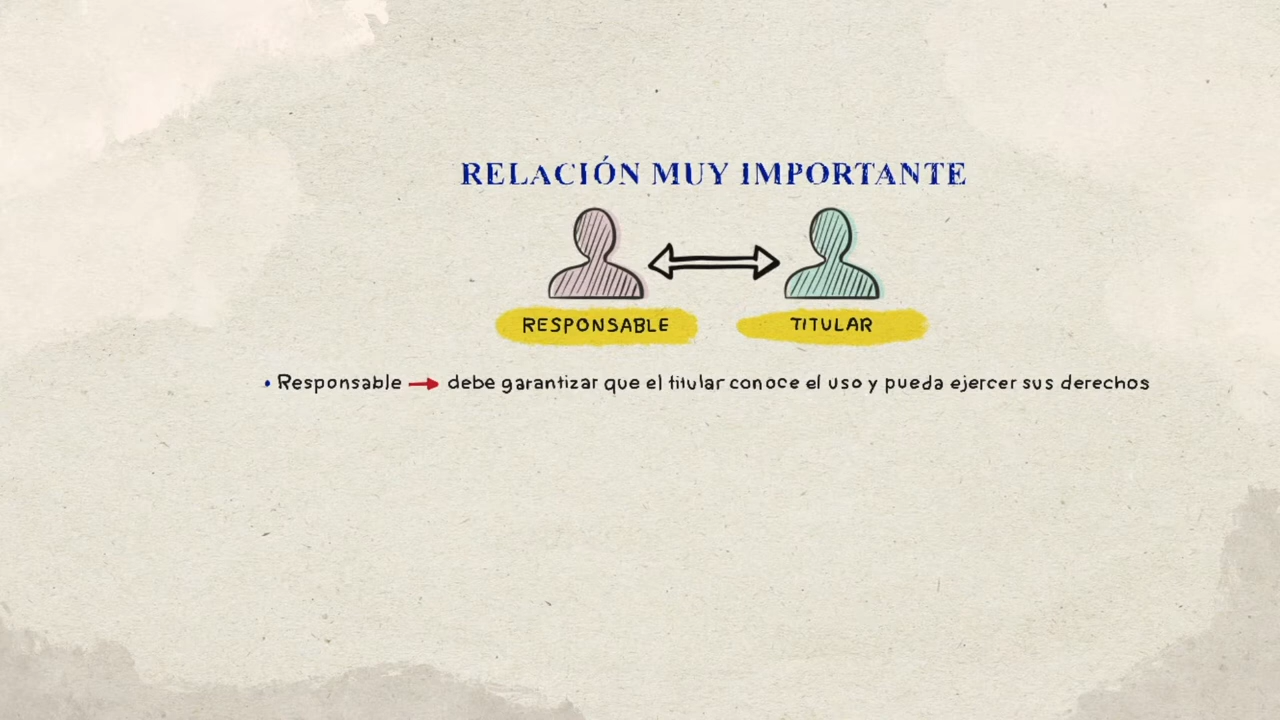 RELACIÓN MUY IMPORTANTE
RESPONSABLE TITULAR
• Responsable → debe garantizar que el titular conoce el uso y pueda ejercer sus derechos